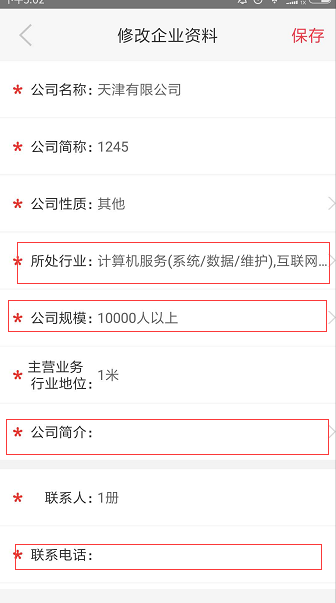 修改企业资料
保存
* 公司名称: 天津有限公司
* 公司简称: 1245
* 公司性质: 其他
* 所处行业: 计算机服务(系统/数据/维护),互联网...
* 公司规模: 10000人以上
* 主营业务
行业地位: 1米
* 公司简介:
* 联系人: 1册
* 联系电话: